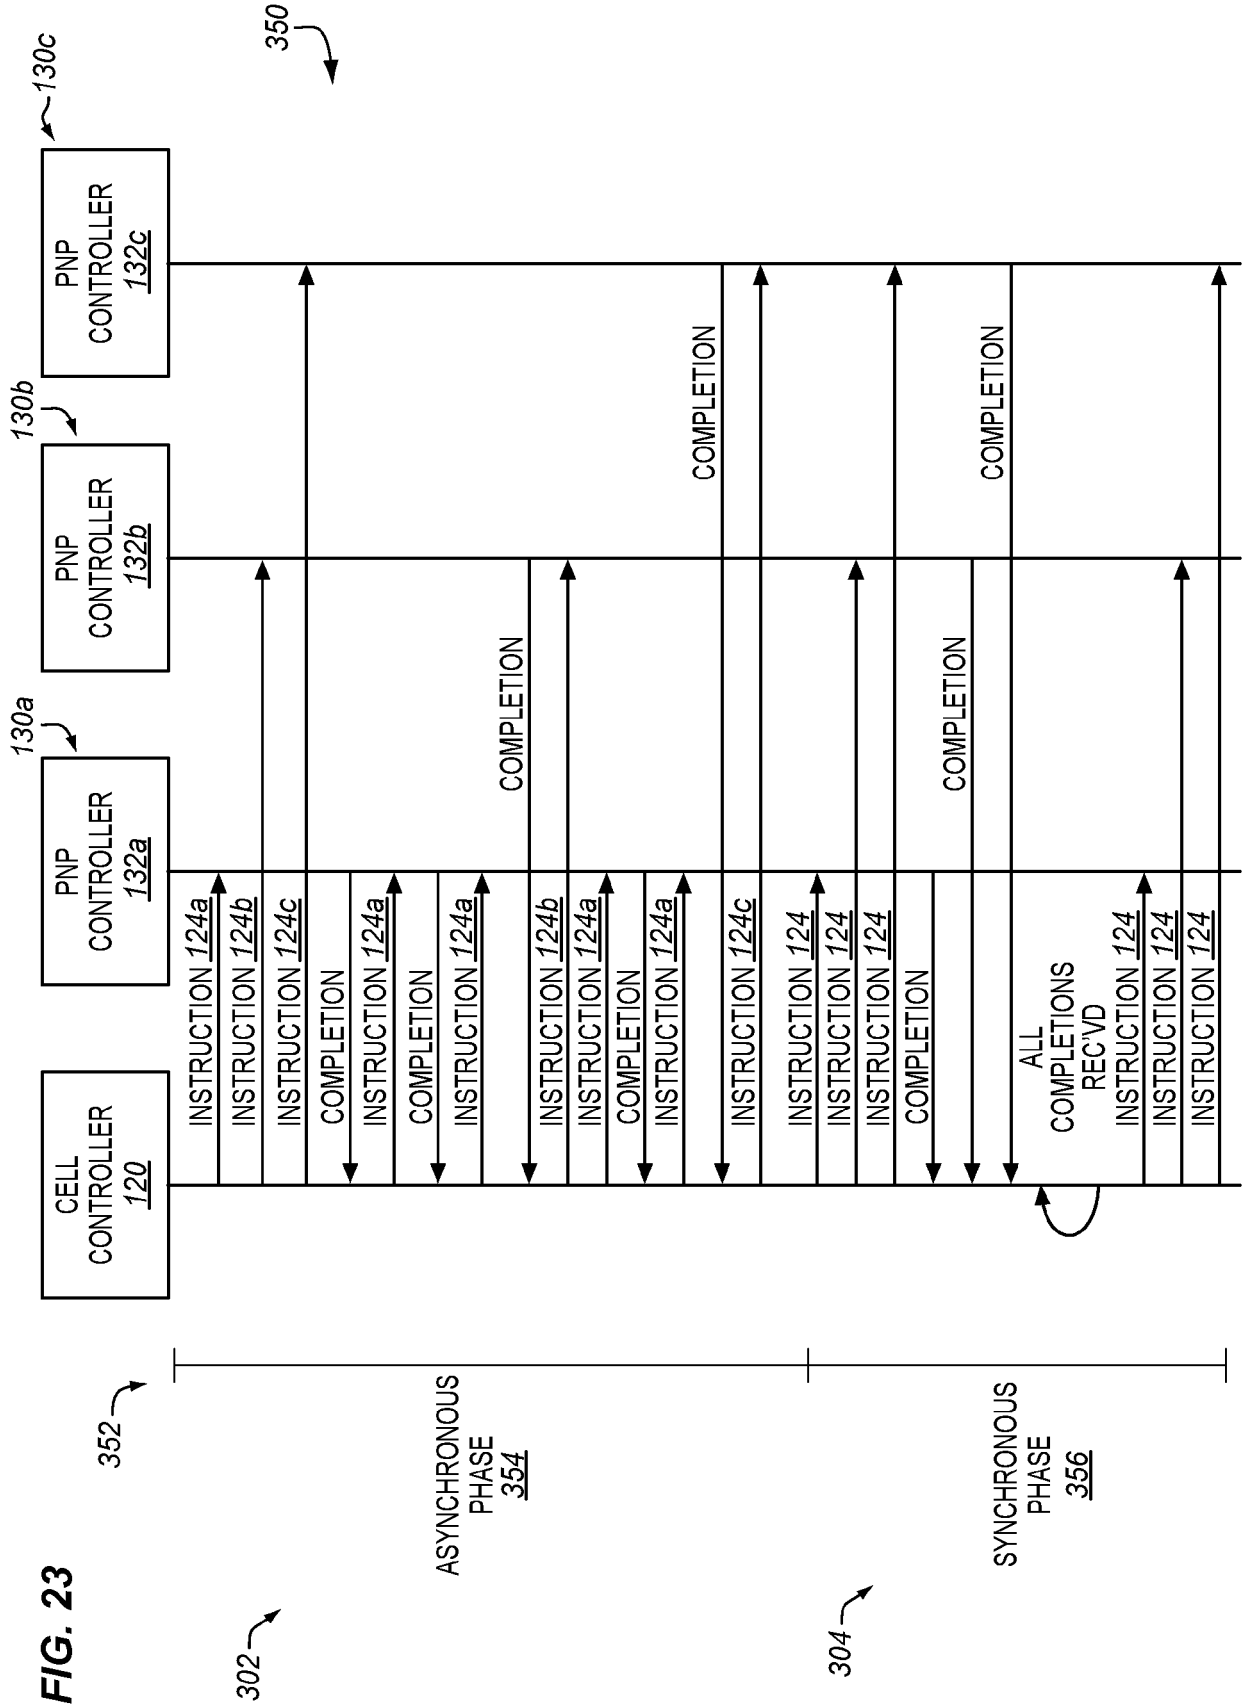 FIG. 23
350
352
302
304
CELL
CONTROLLER
120
130a
PNP
CONTROLLER
132a
130b
PNP
CONTROLLER
132b
130c
PNP
CONTROLLER
132c
ASYNCHRONOUS
PHASE
354
INSTRUCTION 124a
INSTRUCTION 124b
INSTRUCTION 124c
COMPLETION
INSTRUCTION 124a
COMPLETION
INSTRUCTION 124a
COMPLETION
INSTRUCTION 124b
INSTRUCTION 124a
COMPLETION
INSTRUCTION 124a
COMPLETION
INSTRUCTION 124c
SYNCHRONOUS
PHASE
356
INSTRUCTION 124
INSTRUCTION 124
INSTRUCTION 124
COMPLETION
COMPLETION
COMPLETION
ALL
COMPLETIONS
REC'VD
INSTRUCTION 124
INSTRUCTION 124
INSTRUCTION 124